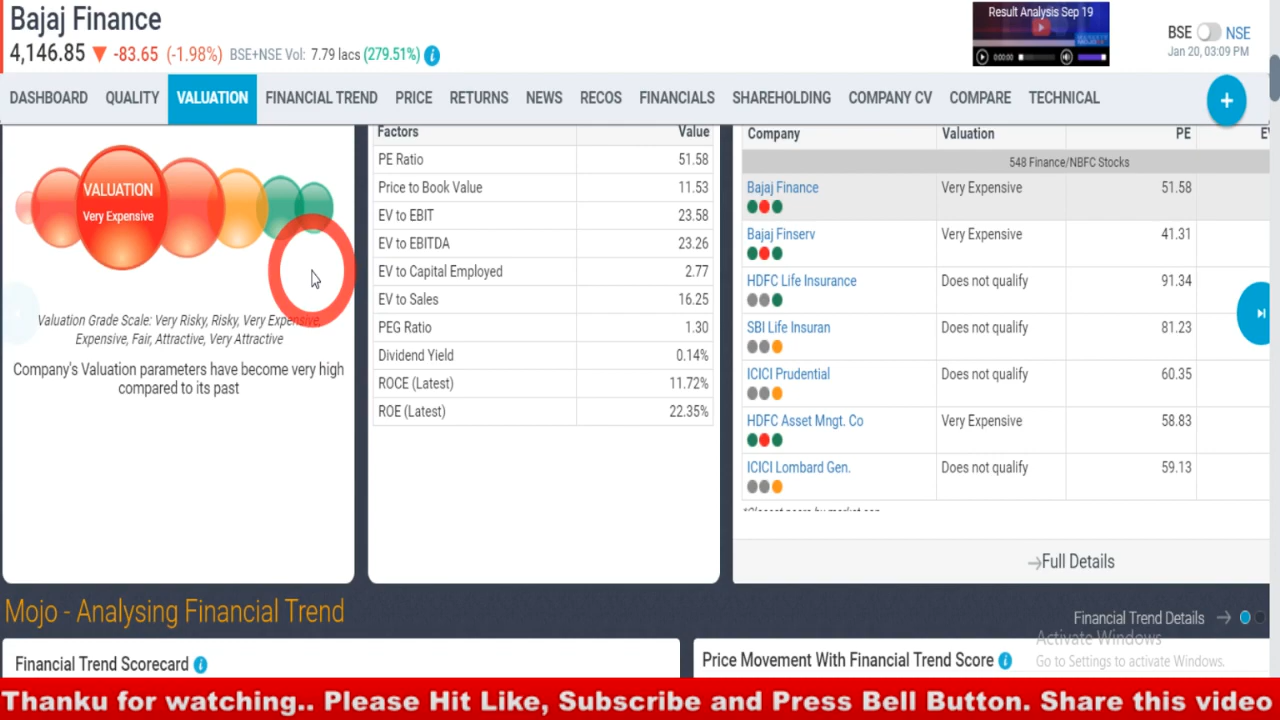 Bajaj Finance
4,146.85 ▼ -83.65 (-1.98%) BSE+NSE Vol: 7.79 lacs (279.51%) i
Result Analysis Sep 19
0:00:00
BSE NSE
Jan 20, 03:09 PM
DASHBOARD QUALITY VALUATION FINANCIAL TREND PRICE RETURNS NEWS RECOS FINANCIALS SHAREHOLDING COMPANY CV COMPARE TECHNICAL
+
VALUATION
Very Expensive
Valuation Grade Scale: Very Risky, Risky, Very Expensive,
Expensive, Fair, Attractive, Very Attractive
Company's Valuation parameters have become very high
compared to its past
Factors Value
PE Ratio 51.58
Price to Book Value 11.53
EV to EBIT 23.58
EV to EBITDA 23.26
EV to Capital Employed 2.77
EV to Sales 16.25
PEG Ratio 1.30
Dividend Yield 0.14%
ROCE (Latest) 11.72%
ROE (Latest) 22.35%
Company Valuation PE
548 Finance/NBFC Stocks
Bajaj Finance Very Expensive 51.58
Bajaj Finserv Very Expensive 41.31
HDFC Life Insurance Does not qualify 91.34
SBI Life Insuran Does not qualify 81.23
ICICI Prudential Does not qualify 60.35
HDFC Asset Mngt. Co Very Expensive 58.83
ICICI Lombard Gen. Does not qualify 59.13
→Full Details
Mojo - Analysing Financial Trend
Financial Trend Details →
Activate Windows
Go to Settings to activate Windows.
Financial Trend Scorecard i
Price Movement With Financial Trend Score i
Thanku for watching.. Please Hit Like, Subscribe and Press Bell Button. Share this video